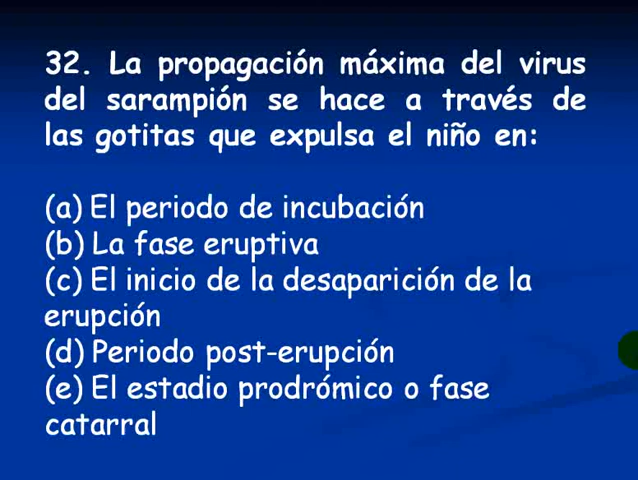 32. La propagación máxima del virus
del sarampión se hace a través de
las gotitas que expulsa el niño en:
(a) El periodo de incubación
(b) La fase eruptiva
(c) El inicio de la desaparición de la
erupción
(d) Periodo post-erupción
(e) El estadio prodrómico o fase
catarral